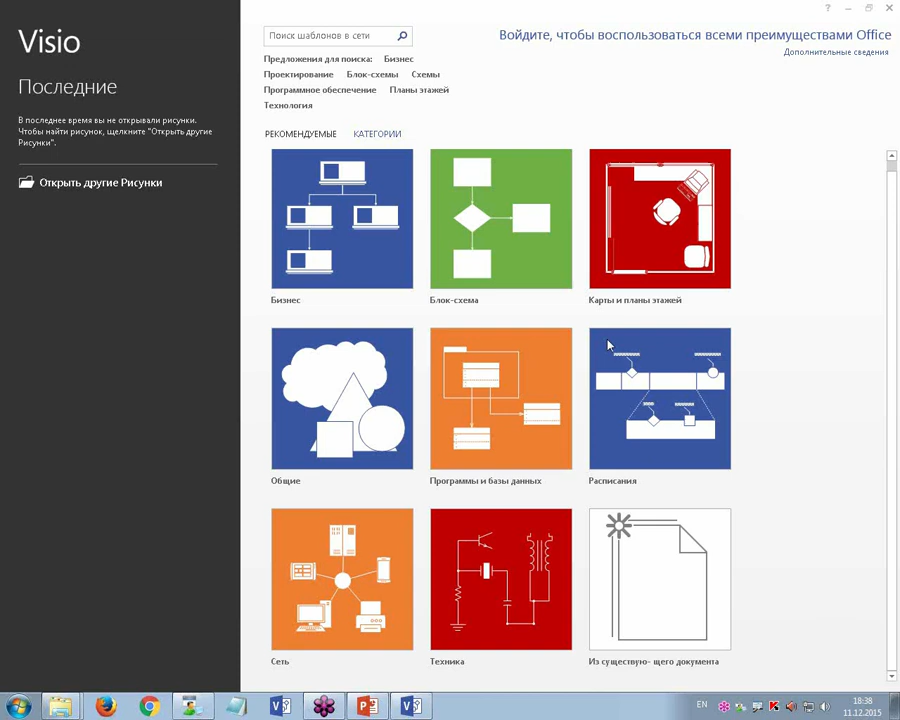 Visio
Последние
В последнее время вы не открывали рисунки.
Чтобы найти рисунок, щелкните "Открыть другие
Рисунки".
Открыть другие Рисунки
Поиск шаблонов в сети
Войдите, чтобы воспользоваться всеми преимуществами Office
Дополнительные сведения
Предложения для поиска: Бизнес
Проектирование Блок-схемы Схемы
Программное обеспечение Планы этажей
Технология
РЕКОМЕНДУЕМЫЕ КАТЕГОРИИ
Бизнес
Блок-схема
Карты и планы этажей
Общие
Программы и базы данных
Расписания
Сеть
Техника
Из существую- щего документа
EN
18:38
11.12.2015